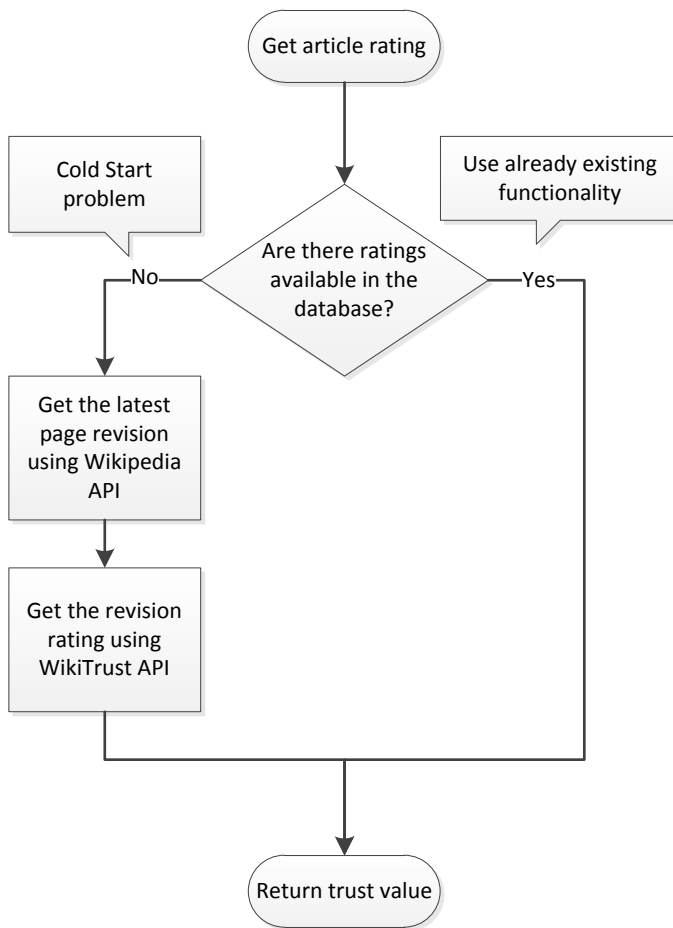 Get article rating
Cold Start
problem
Use already existing
functionality
Are there ratings
available in the
database?
No
Yes
Get the latest
page revision
using Wikipedia
API
Get the revision
rating using
WikiTrust API
Return trust value